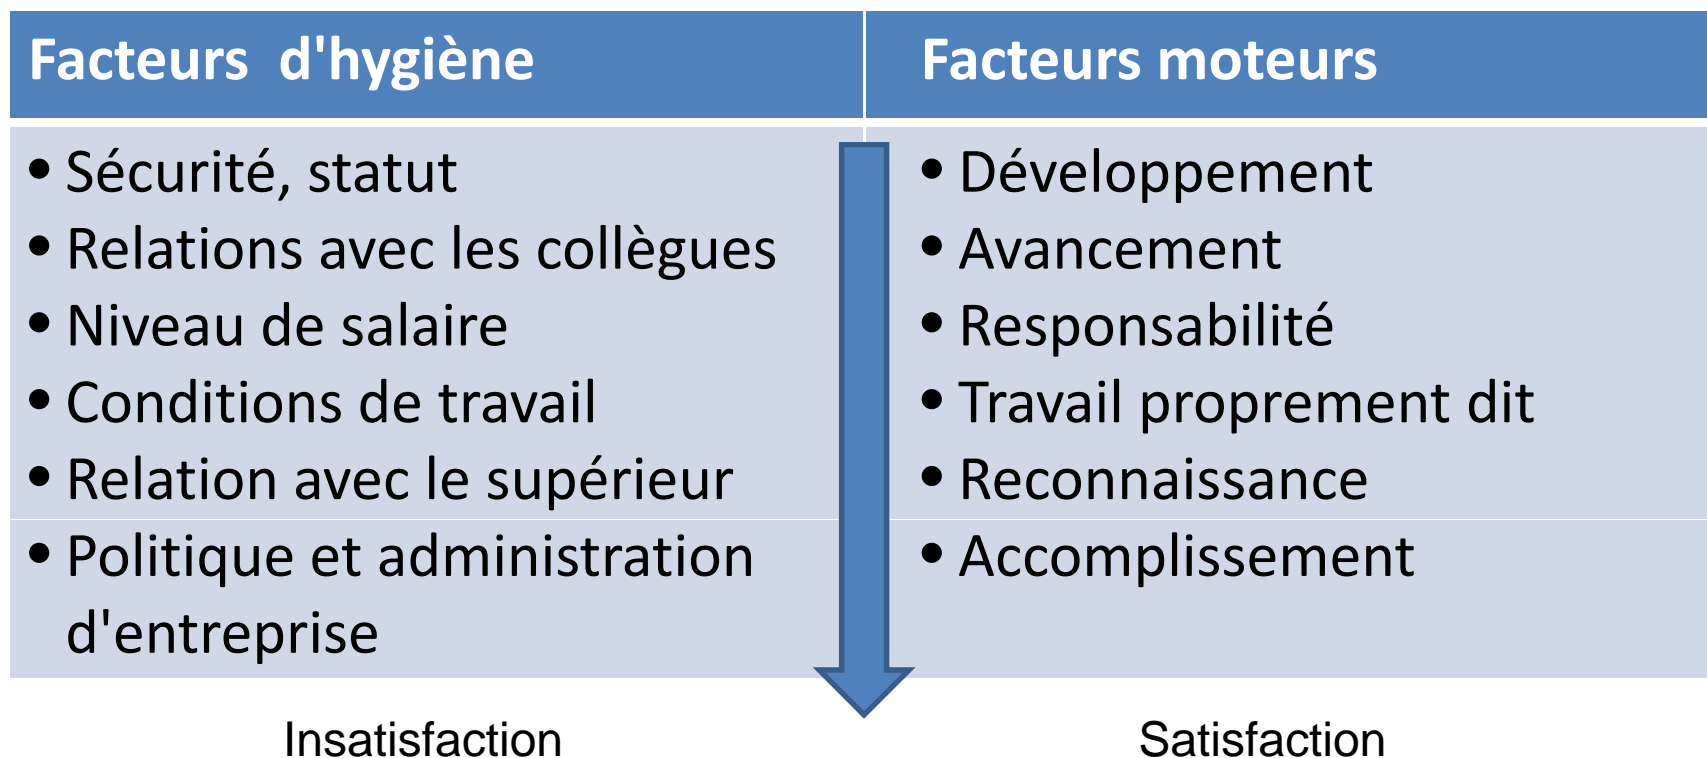 Facteurs d'hygiène
Facteurs moteurs
• Sécurité, statut
• Relations avec les collègues
• Niveau de salaire
• Conditions de travail
• Relation avec le supérieur
• Politique et administration
d'entreprise
• Développement
• Avancement
• Responsabilité
• Travail proprement dit
• Reconnaissance
• Accomplissement
Insatisfaction
Satisfaction